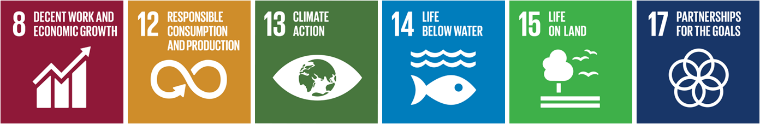 8 DECENT WORK AND
ECONOMIC GROWTH
12 RESPONSIBLE
CONSUMPTION
AND PRODUCTION
13 CLIMATE
ACTION
14 LIFE
BELOW WATER
15 LIFE
ON LAND
17 PARTNERSHIPS
FOR THE GOALS